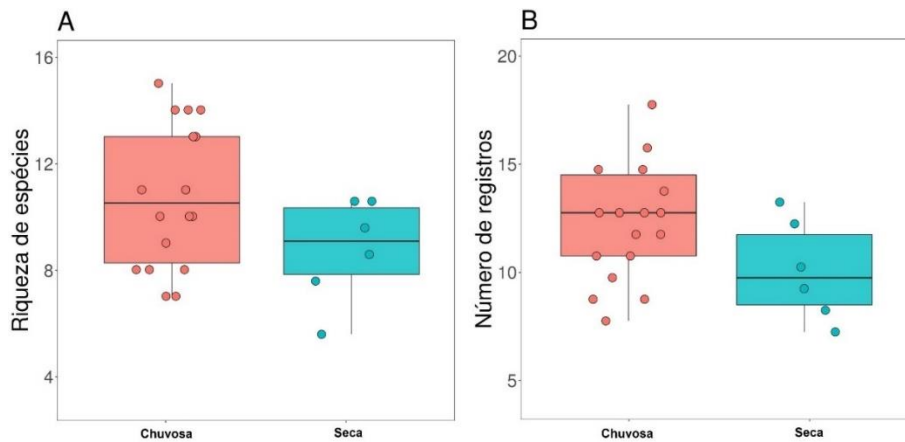 A
Riqueza de espécies
16
12
8
4
Chuvosa
Seca
B
Número de registros
20
15
10
5
Chuvosa
Seca